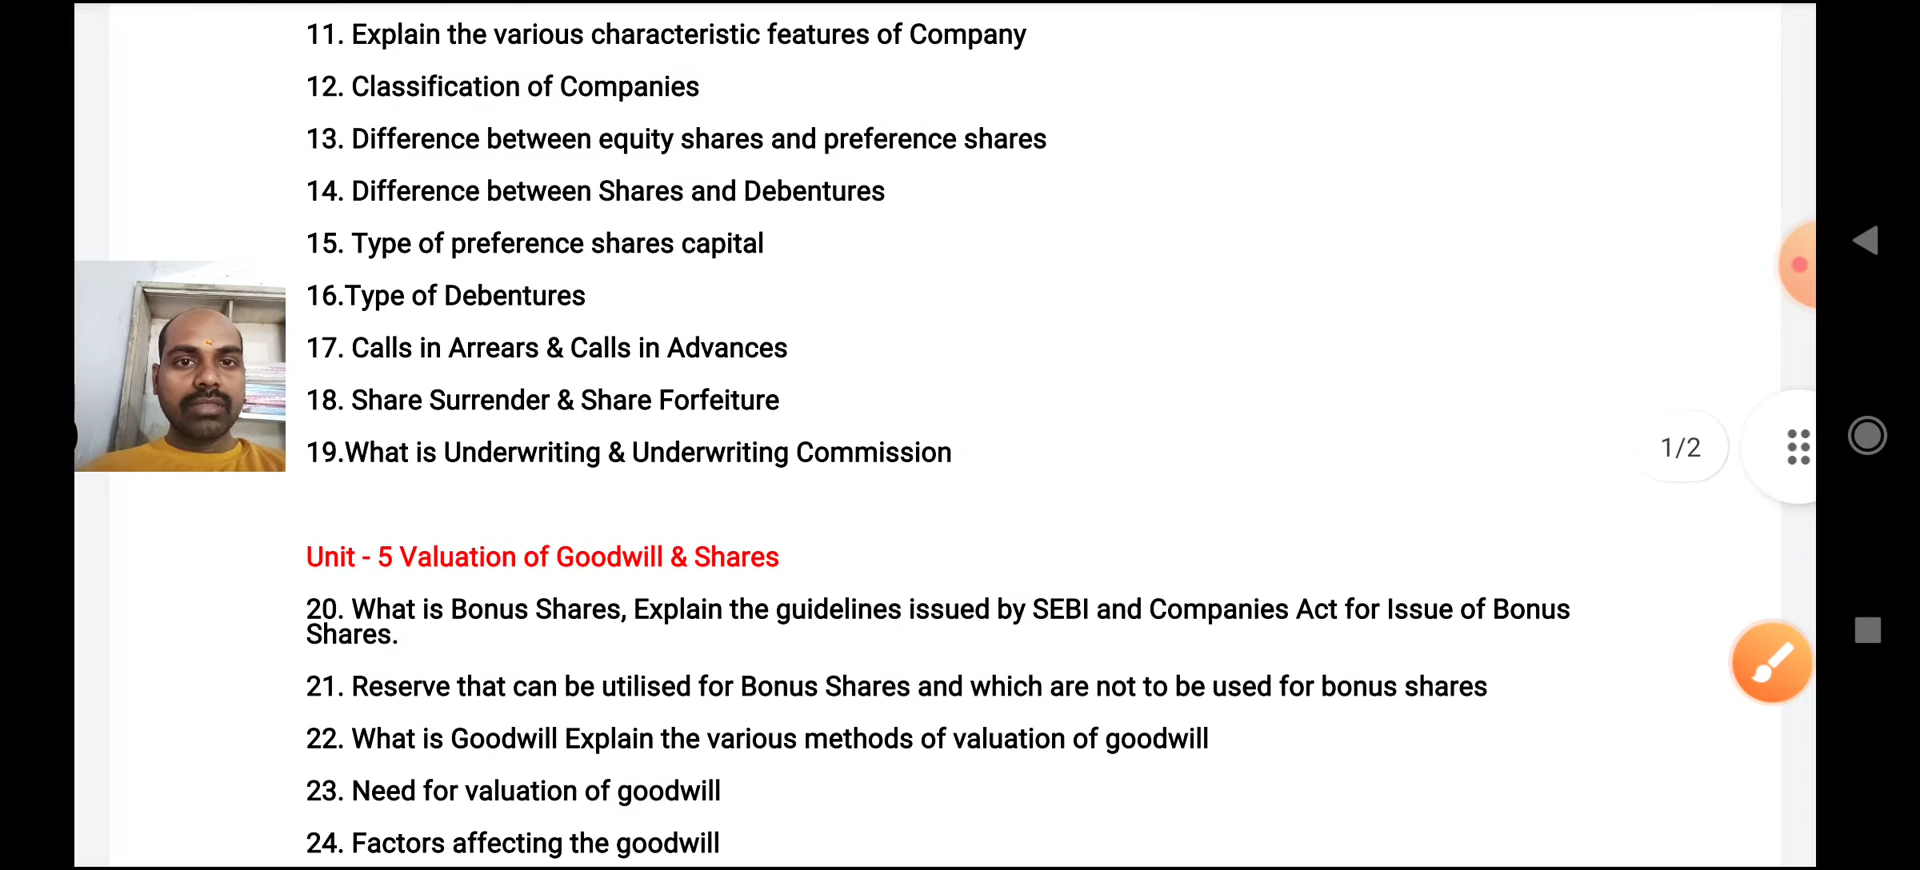 11. Explain the various characteristic features of Company
12. Classification of Companies
13. Difference between equity shares and preference shares
14. Difference between Shares and Debentures
15. Type of preference shares capital
16.Type of Debentures
17. Calls in Arrears & Calls in Advances
18. Share Surrender & Share Forfeiture
19.What is Underwriting & Underwriting Commission
1/2
Unit - 5 Valuation of Goodwill & Shares
20. What is Bonus Shares, Explain the guidelines issued by SEBI and Companies Act for Issue of Bonus
Shares.
21. Reserve that can be utilised for Bonus Shares and which are not to be used for bonus shares
22. What is Goodwill Explain the various methods of valuation of goodwill
23. Need for valuation of goodwill
24. Factors affecting the goodwill